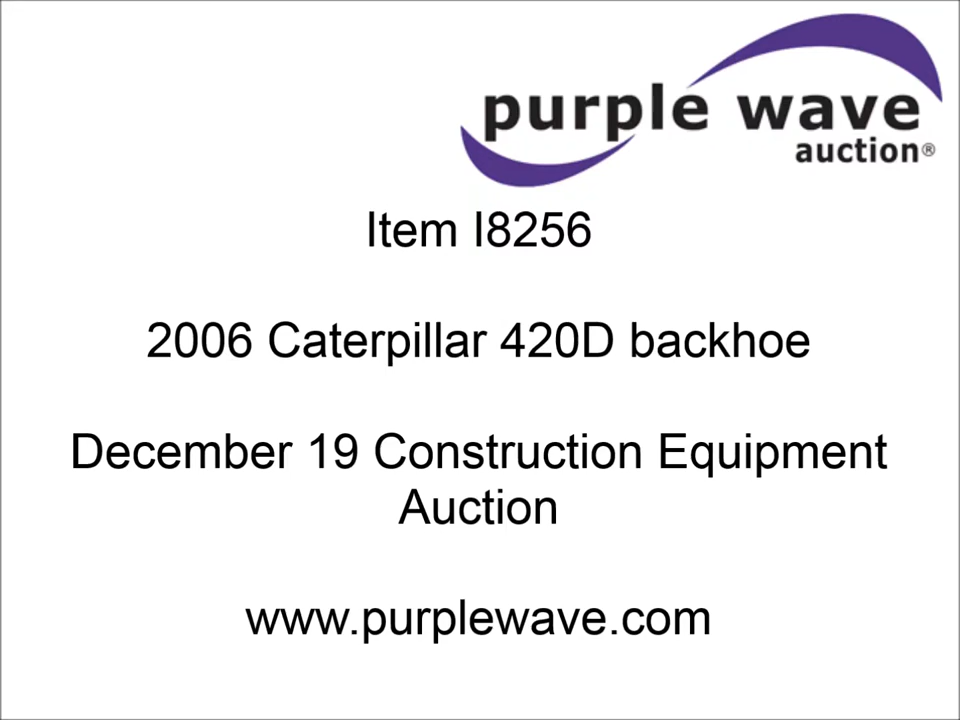 purple wave
auction®
Item I8256
2006 Caterpillar 420D backhoe
December 19 Construction Equipment
Auction
www.purplewave.com